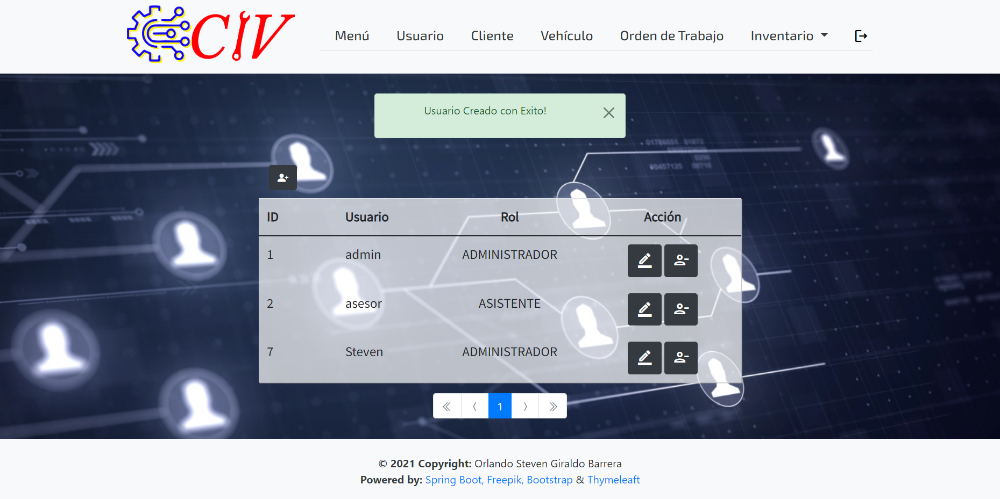 CIV
Menú Usuario Cliente Vehículo Orden de Trabajo Inventario
Usuario Creado con Exito!
ID Usuario Rol Acción
1 admin ADMINISTRADOR
2 asesor ASISTENTE
7 Steven ADMINISTRADOR
« ‹ 1 › »
© 2021 Copyright: Orlando Steven Giraldo Barrera
Powered by: Spring Boot, Freepik, Bootstrap & Thymeleaft